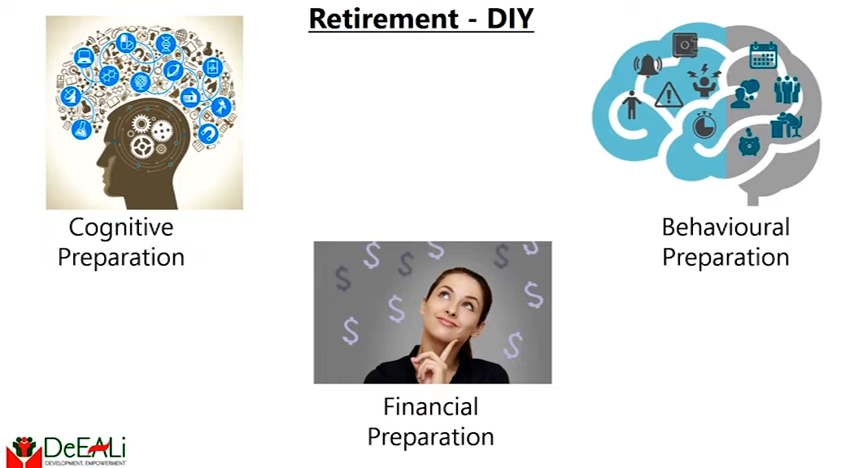 Retirement - DIY
Cognitive
Preparation
Behavioural
Preparation
$ $ $ $ $ $ $ $ $
Financial
Preparation
DeEALi
DEVELOPMENT, EMPOWERMENT